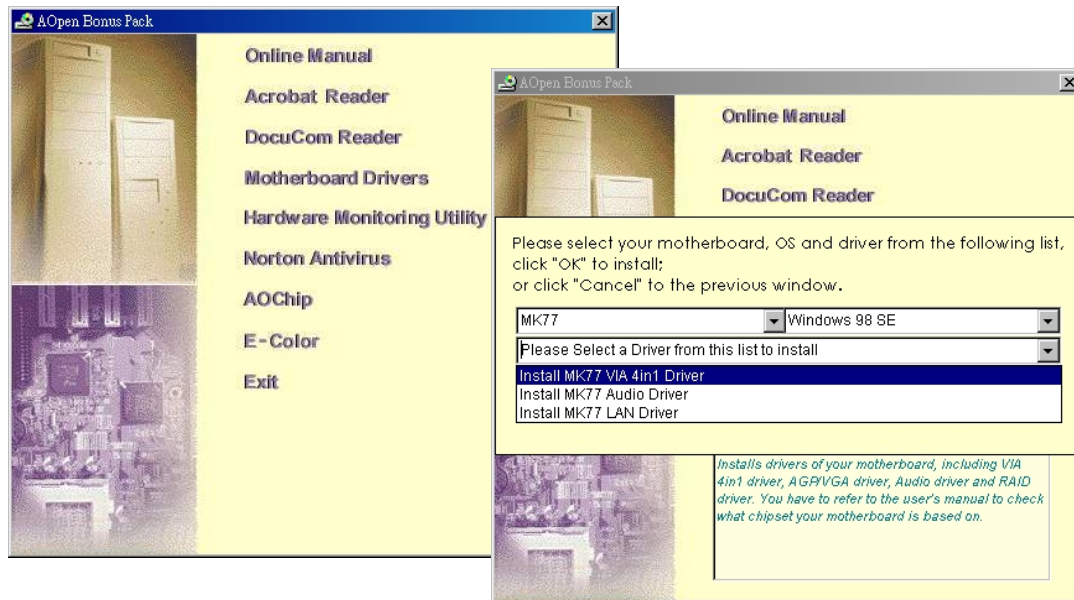 AOpen Bonus Pack
Online Manual
Acrobat Reader
DocuCom Reader
Motherboard Drivers
Hardware Monitoring Utility
Norton Antivirus
AOChip
E-Color
Exit
AOpen Bonus Pack
Online Manual
Acrobat Reader
DocuCom Reader
Please select your motherboard, OS and driver from the following list,
click "OK" to install;
or click "Cancel" to the previous window.
MK77 Windows 98 SE
Please Select a Driver from this list to install
Install MK77 VIA 4in1 Driver
Install MK77 Audio Driver
Install MK77 LAN Driver
Installs drivers of your motherboard, including VIA
4in1 driver, AGP/VGA driver, Audio driver and RAID
driver. You have to refer to the user's manual to check
what chipset your motherboard is based on.